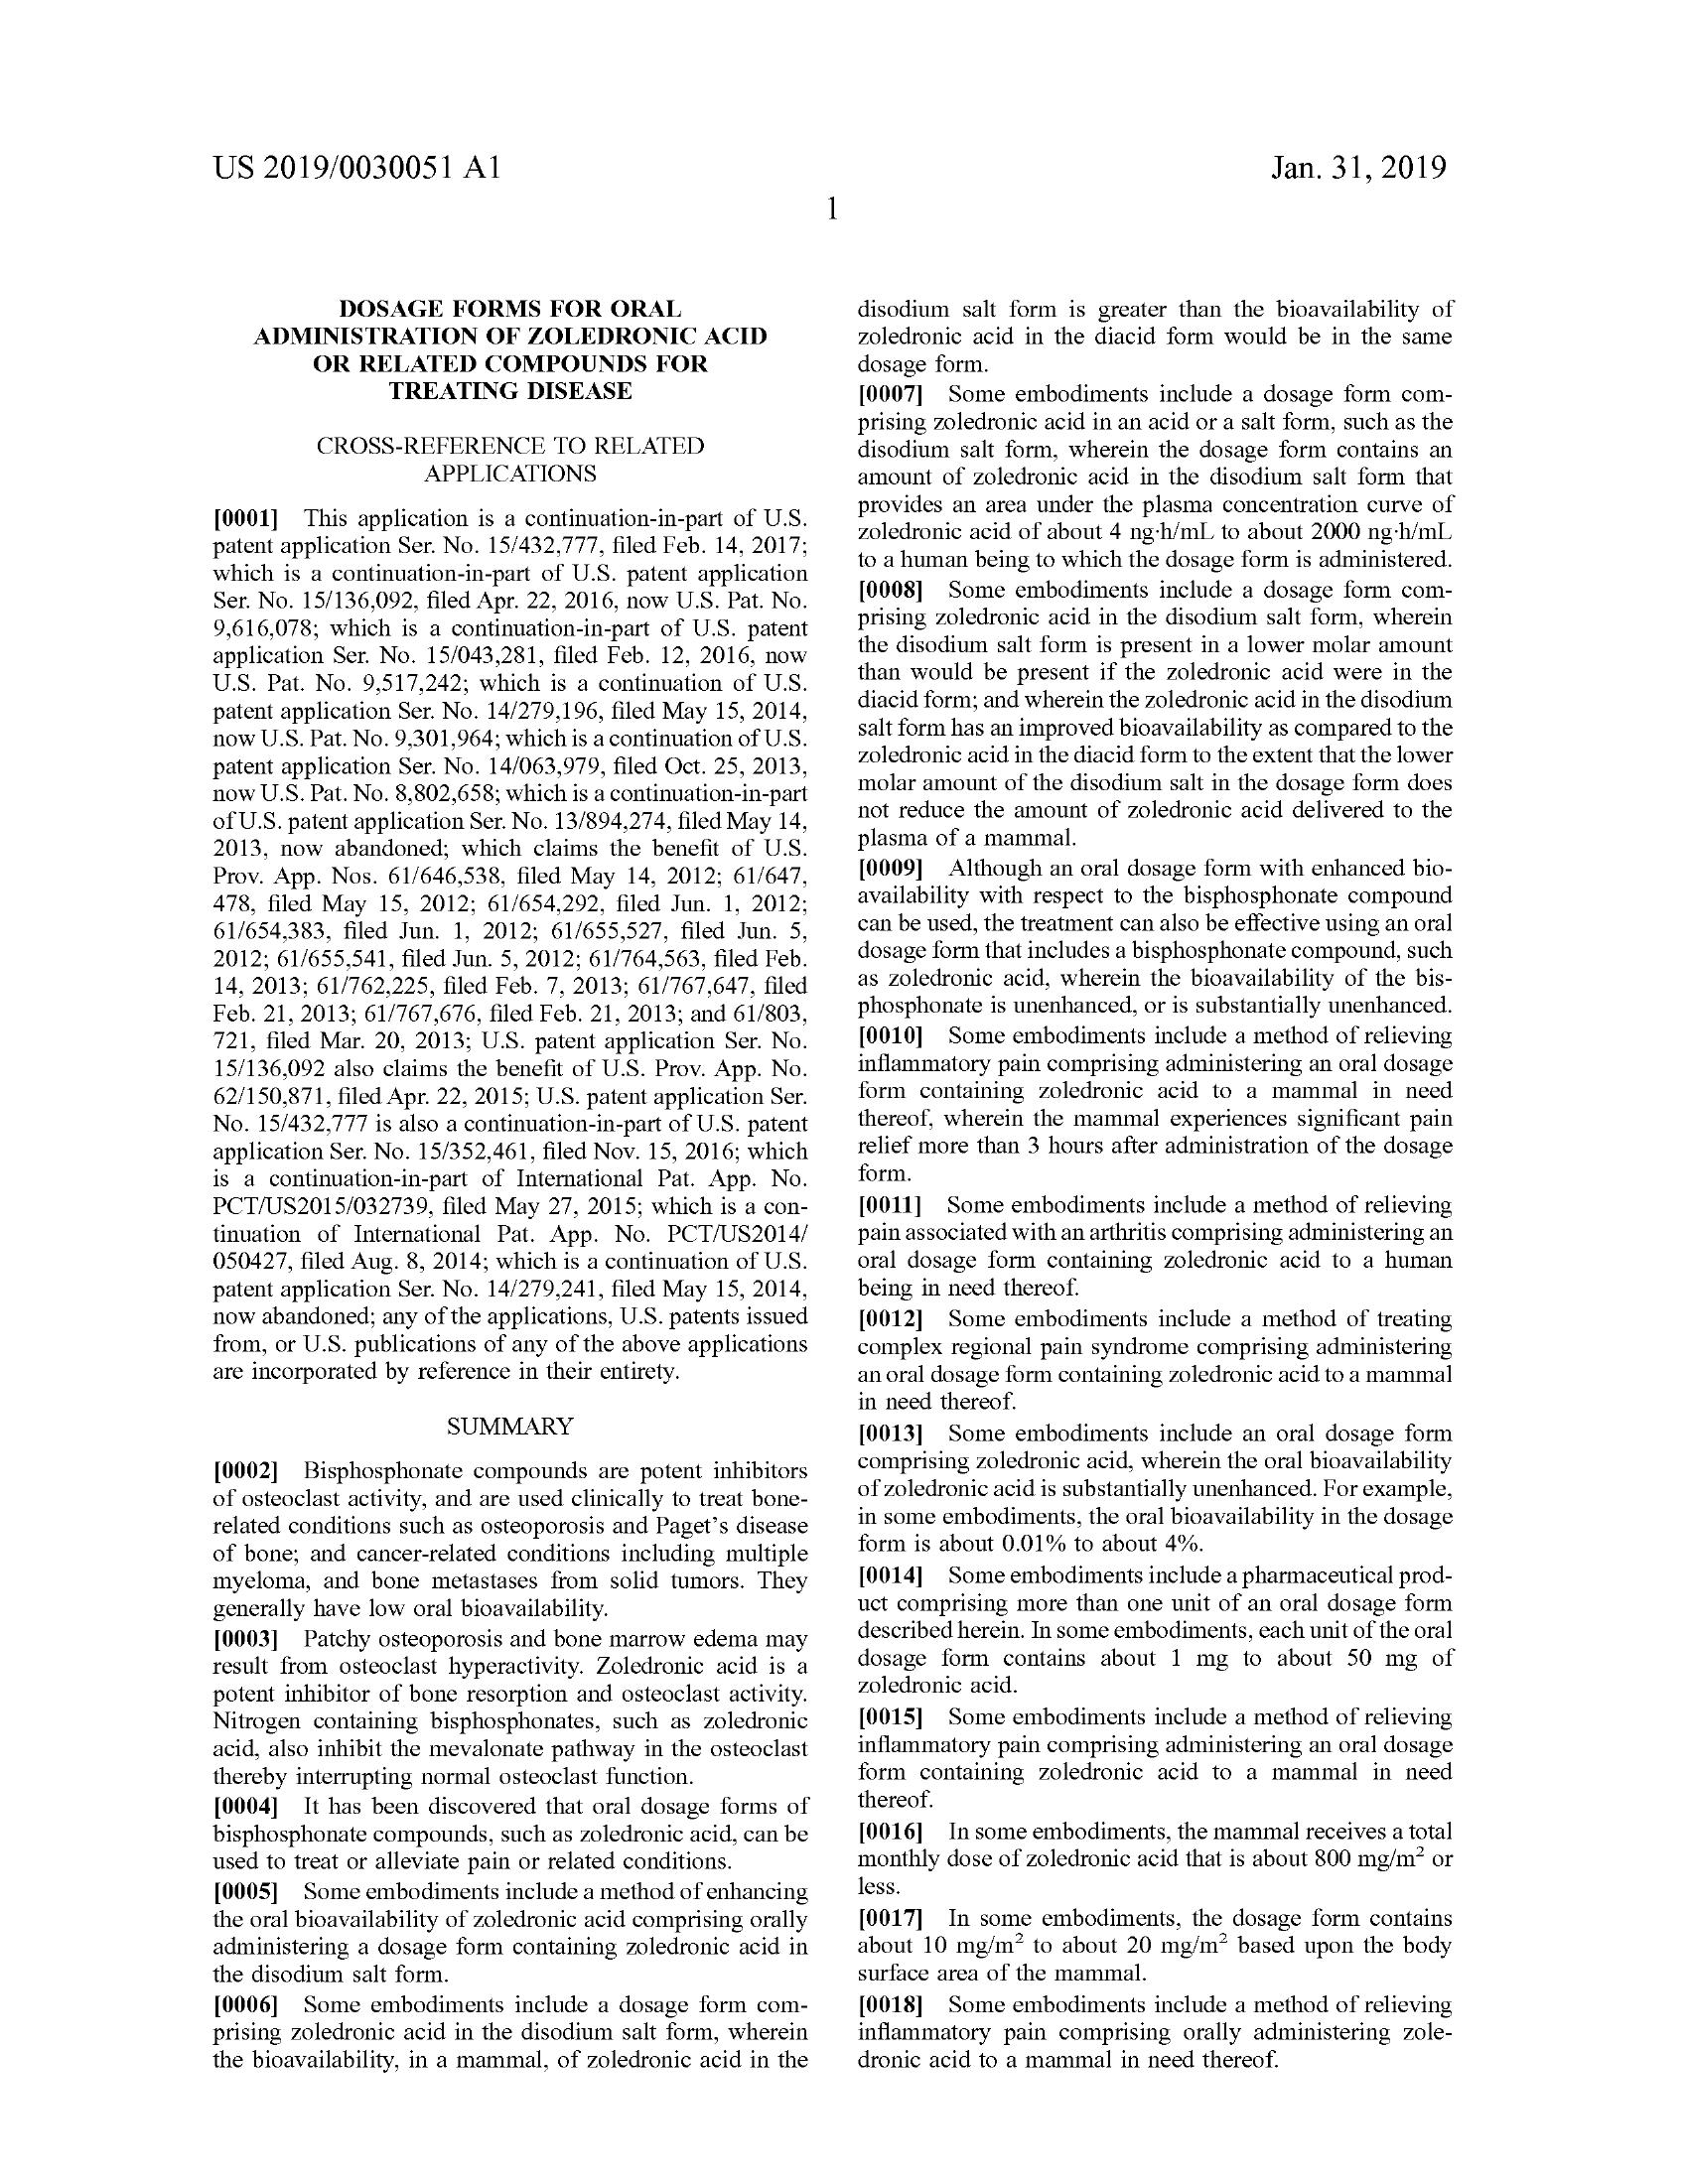 US 2019/0030051 A1
Jan. 31, 2019
1
DOSAGE FORMS FOR ORAL
ADMINISTRATION OF ZOLEDRONIC ACID
OR RELATED COMPOUNDS FOR
TREATING DISEASE
CROSS-REFERENCE TO RELATED
APPLICATIONS
[0001] This application is a continuation-in-part of U.S.
patent application Ser. No. 15/432,777, filed Feb. 14, 2017;
which is a continuation-in-part of U.S. patent application
Ser. No. 15/136,092, filed Apr. 22, 2016, now U.S. Pat. No.
9,616,078; which is a continuation-in-part of U.S. patent
application Ser. No. 15/043,281, filed Feb. 12, 2016, now
U.S. Pat. No. 9,517,242; which is a continuation of U.S.
patent application Ser. No. 14/279,196, filed May 15, 2014,
now U.S. Pat. No. 9,301,964; which is a continuation of U.S.
patent application Ser. No. 14/063,979, filed Oct. 25, 2013,
now U.S. Pat. No. 8,802,658; which is a continuation-in-part
of U.S. patent application Ser. No. 13/894,274, filed May 14,
2013, now abandoned; which claims the benefit of U.S.
Prov. App. Nos. 61/646,538, filed May 14, 2012; 61/647,
478, filed May 15, 2012; 61/654,292, filed Jun. 1, 2012;
61/654,383, filed Jun. 1, 2012; 61/655,527, filed Jun. 5,
2012; 61/655,541, filed Jun. 5, 2012; 61/764,563, filed Feb.
14, 2013; 61/762,225, filed Feb. 7, 2013; 61/767,647, filed
Feb. 21, 2013; 61/767,676, filed Feb. 21, 2013; and 61/803,
721, filed Mar. 20, 2013; U.S. patent application Ser. No.
15/136,092 also claims the benefit of U.S. Prov. App. No.
62/150,871, filed Apr. 22, 2015; U.S. patent application Ser.
No. 15/432,777 is also a continuation-in-part of U.S. patent
application Ser. No. 15/352,461, filed Nov. 15, 2016; which
is a continuation-in-part of International Pat. App. No.
PCT/US2015/032739, filed May 27, 2015; which is a con-
tinuation of International Pat. App. No. PCT/US2014/
050427, filed Aug. 8, 2014; which is a continuation of U.S.
patent application Ser. No. 14/279,241, filed May 15, 2014,
now abandoned; any of the applications, U.S. patents issued
from, or U.S. publications of any of the above applications
are incorporated by reference in their entirety.
SUMMARY
[0002] Bisphosphonate compounds are potent inhibitors
of osteoclast activity, and are used clinically to treat bone-
related conditions such as osteoporosis and Paget's disease
of bone; and cancer-related conditions including multiple
myeloma, and bone metastases from solid tumors. They
generally have low oral bioavailability.
[0003] Patchy osteoporosis and bone marrow edema may
result from osteoclast hyperactivity. Zoledronic acid is a
potent inhibitor of bone resorption and osteoclast activity.
Nitrogen containing bisphosphonates, such as zoledronic
acid, also inhibit the mevalonate pathway in the osteoclast
thereby interrupting normal osteoclast function.
[0004] It has been discovered that oral dosage forms of
bisphosphonate compounds, such as zoledronic acid, can be
used to treat or alleviate pain or related conditions.
[0005] Some embodiments include a method of enhancing
the oral bioavailability of zoledronic acid comprising orally
administering a dosage form containing zoledronic acid in
the disodium salt form.
[0006] Some embodiments include a dosage form com-
prising zoledronic acid in the disodium salt form, wherein
the bioavailability, in a mammal, of zoledronic acid in the
disodium salt form is greater than the bioavailability of
zoledronic acid in the diacid form would be in the same
dosage form.
[0007] Some embodiments include a dosage form com-
prising zoledronic acid in an acid or a salt form, such as the
disodium salt form, wherein the dosage form contains an
amount of zoledronic acid in the disodium salt form that
provides an area under the plasma concentration curve of
zoledronic acid of about 4 ng·h/mL to about 2000 ng·h/mL
to a human being to which the dosage form is administered.
[0008] Some embodiments include a dosage form com-
prising zoledronic acid in the disodium salt form, wherein
the disodium salt form is present in a lower molar amount
than would be present if the zoledronic acid were in the
diacid form; and wherein the zoledronic acid in the disodium
salt form has an improved bioavailability as compared to the
zoledronic acid in the diacid form to the extent that the lower
molar amount of the disodium salt in the dosage form does
not reduce the amount of zoledronic acid delivered to the
plasma of a mammal.
[0009] Although an oral dosage form with enhanced bio-
availability with respect to the bisphosphonate compound
can be used, the treatment can also be effective using an oral
dosage form that includes a bisphosphonate compound, such
as zoledronic acid, wherein the bioavailability of the bis-
phosphonate is unenhanced, or is substantially unenhanced.
[0010] Some embodiments include a method of relieving
inflammatory pain comprising administering an oral dosage
form containing zoledronic acid to a mammal in need
thereof, wherein the mammal experiences significant pain
relief more than 3 hours after administration of the dosage
form.
[0011] Some embodiments include a method of relieving
pain associated with an arthritis comprising administering an
oral dosage form containing zoledronic acid to a human
being in need thereof.
[0012] Some embodiments include a method of treating
complex regional pain syndrome comprising administering
an oral dosage form containing zoledronic acid to a mammal
in need thereof.
[0013] Some embodiments include an oral dosage form
comprising zoledronic acid, wherein the oral bioavailability
of zoledronic acid is substantially unenhanced. For example,
in some embodiments, the oral bioavailability in the dosage
form is about 0.01% to about 4%.
[0014] Some embodiments include a pharmaceutical prod-
uct comprising more than one unit of an oral dosage form
described herein. In some embodiments, each unit of the oral
dosage form contains about 1 mg to about 50 mg of
zoledronic acid.
[0015] Some embodiments include a method of relieving
inflammatory pain comprising administering an oral dosage
form containing zoledronic acid to a mammal in need
thereof.
[0016] In some embodiments, the mammal receives a total
monthly dose of zoledronic acid that is about 800 mg/m² or
less.
[0017] In some embodiments, the dosage form contains
about 10 mg/m² to about 20 mg/m² based upon the body
surface area of the mammal.
[0018] Some embodiments include a method of relieving
inflammatory pain comprising orally administering zole-
dronic acid to a mammal in need thereof.